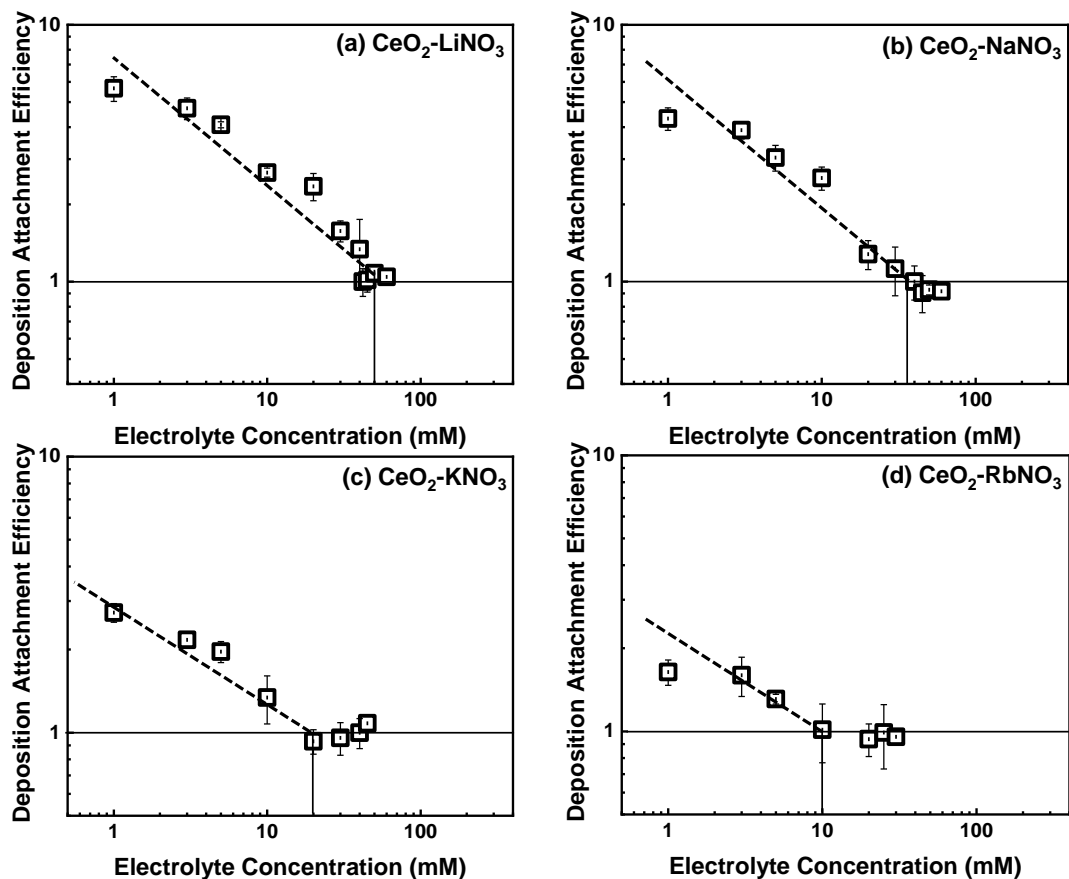 10
(a) CeO2-LiNO3
Deposition Attachment Efficiency
1
1
10
100
Electrolyte Concentration (mM)
10
(b) CeO2-NaNO3
Deposition Attachment Efficiency
1
1
10
100
Electrolyte Concentration (mM)
10
(c) CeO2-KNO3
Deposition Attachment Efficiency
1
1
10
100
Electrolyte Concentration (mM)
10
(d) CeO2-RbNO3
Deposition Attachment Efficiency
1
1
10
100
Electrolyte Concentration (mM)